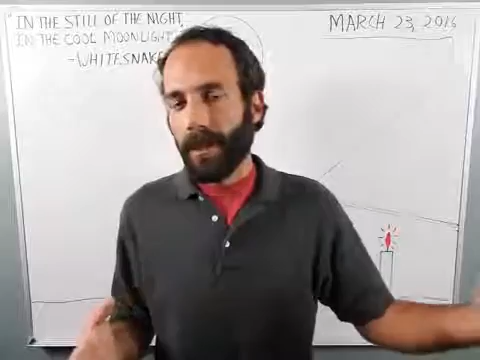 IN THE STILL OF THE NIGHT,
IN THE COOL MOONLIGHT,
-WHITESNAKE
MARCH 23, 2016